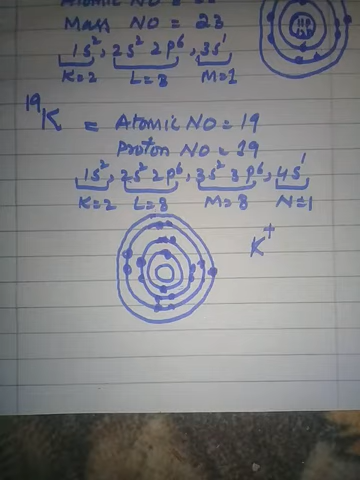 Mass NO = 23
1s², 2s² 2p⁶, 3s¹
K=2 L=8 M=1
¹⁹K = Atomic NO = 19
Proton NO = 39
1s², 2s² 2p⁶, 3s² 3p⁶, 4s¹
K=2 L=8 M=8 N=1
K⁺